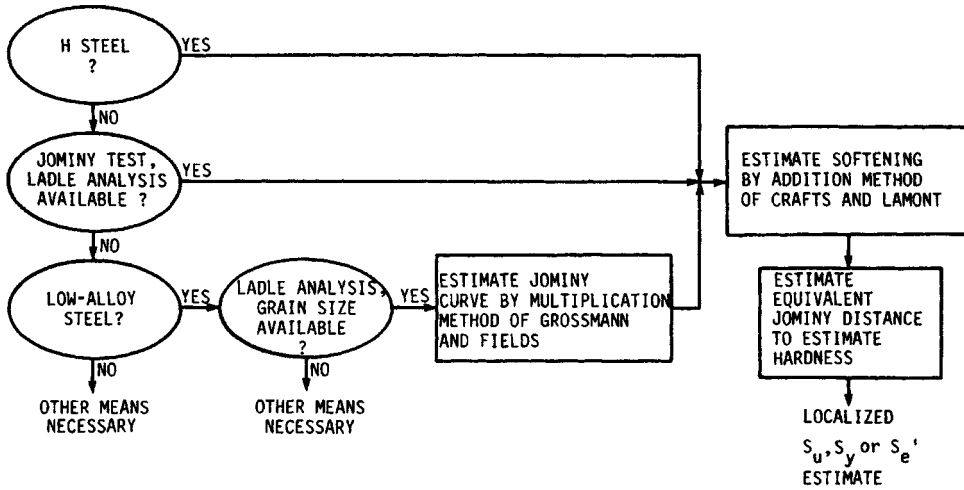 H STEEL
?
YES
NO
JOMINY TEST,
LADLE ANALYSIS
AVAILABLE ?
YES
NO
LOW-ALLOY
STEEL?
YES
NO
OTHER MEANS
NECESSARY
LADLE ANALYSIS,
GRAIN SIZE
AVAILABLE
?
YES
NO
OTHER MEANS
NECESSARY
ESTIMATE JOMINY
CURVE BY MULTIPLICATION
METHOD OF GROSSMANN
AND FIELDS
ESTIMATE SOFTENING
BY ADDITION METHOD
OF CRAFTS AND LAMONT
ESTIMATE
EQUIVALENT
JOMINY DISTANCE
TO ESTIMATE
HARDNESS
LOCALIZED
Su, Sy or Se'
ESTIMATE